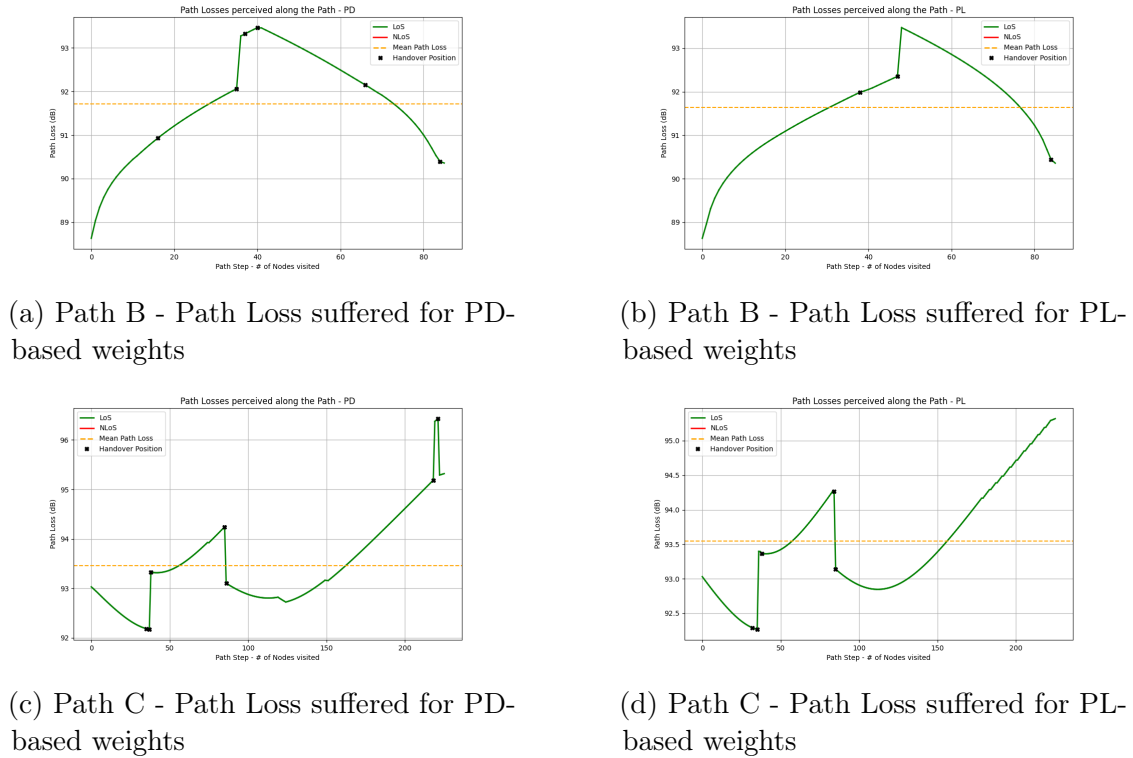 Path Losses perceived along the Path - PD
LoS
NLoS
Mean Path Loss
Handover Position
Path Loss (dB)
93
92
91
90
89
0 20 40 60 80
Path Step - # of Nodes visited
(a) Path B - Path Loss suffered for PD-
based weights
Path Losses perceived along the Path - PL
LoS
NLoS
Mean Path Loss
Handover Position
Path Loss (dB)
93
92
91
90
89
0 20 40 60 80
Path Step - # of Nodes visited
(b) Path B - Path Loss suffered for PL-
based weights
Path Losses perceived along the Path - PD
LoS
NLoS
Mean Path Loss
Handover Position
Path Loss (dB)
96
95
94
93
92
0 50 100 150 200
Path Step - # of Nodes visited
(c) Path C - Path Loss suffered for PD-
based weights
Path Losses perceived along the Path - PL
LoS
NLoS
Mean Path Loss
Handover Position
Path Loss (dB)
95.0
94.5
94.0
93.5
93.0
92.5
0 50 100 150 200
Path Step - # of Nodes visited
(d) Path C - Path Loss suffered for PL-
based weights